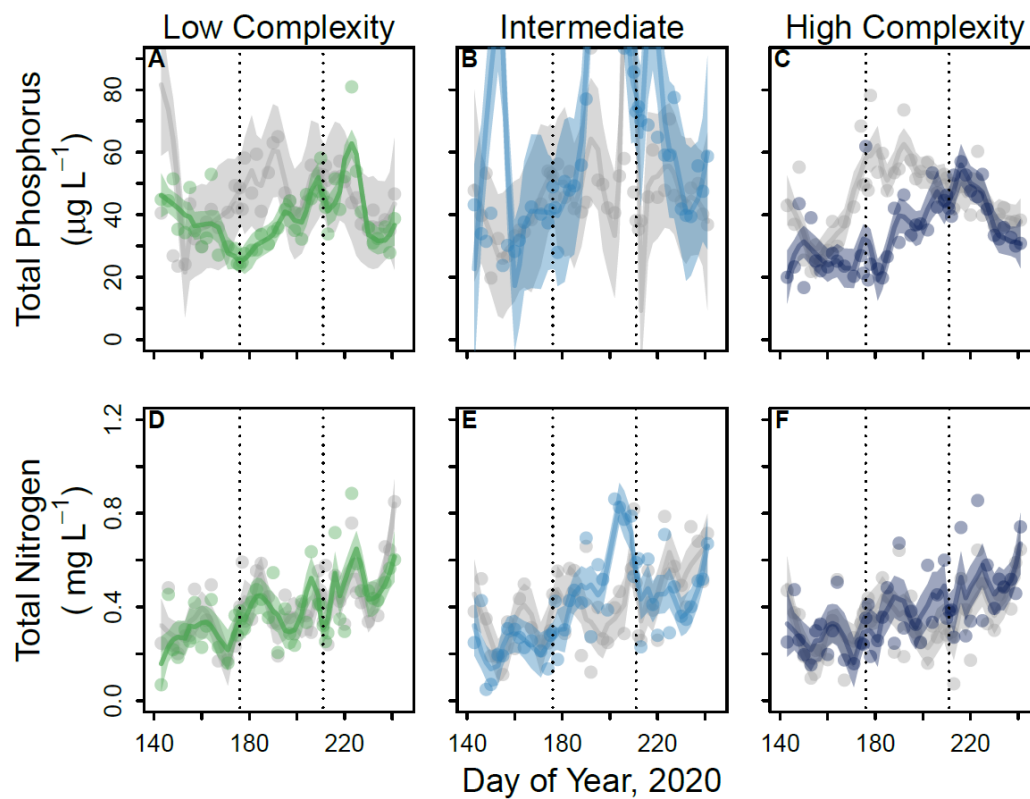 Low Complexity Intermediate High Complexity
A B C
Total Phosphorus
(µg L⁻¹)
0 20 40 60 80
D E F
Total Nitrogen
( mg L⁻¹)
0.0 0.4 0.8 1.2
140 180 220 140 180 220 140 180 220
Day of Year, 2020